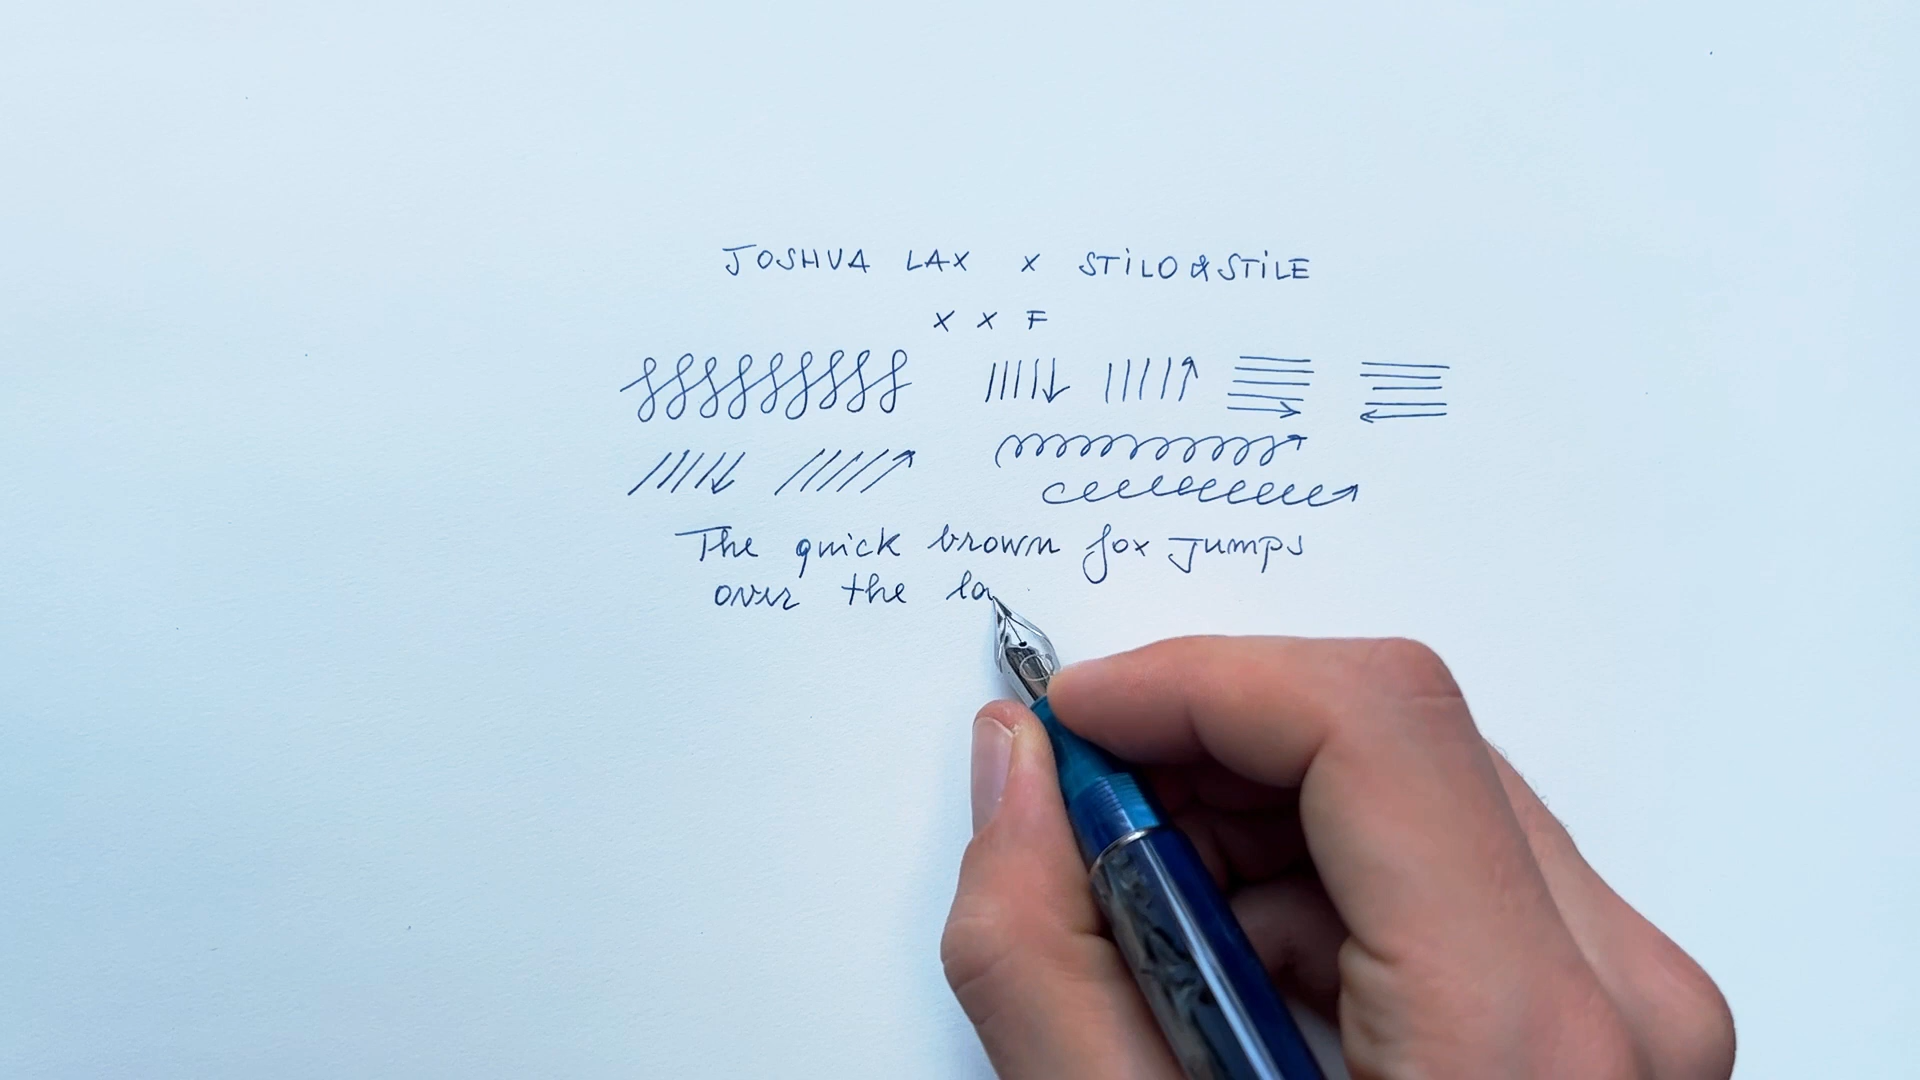 JOSHUA LAX x STiLO & STiLE
X X F
The quick brown fox Jumps
over the la